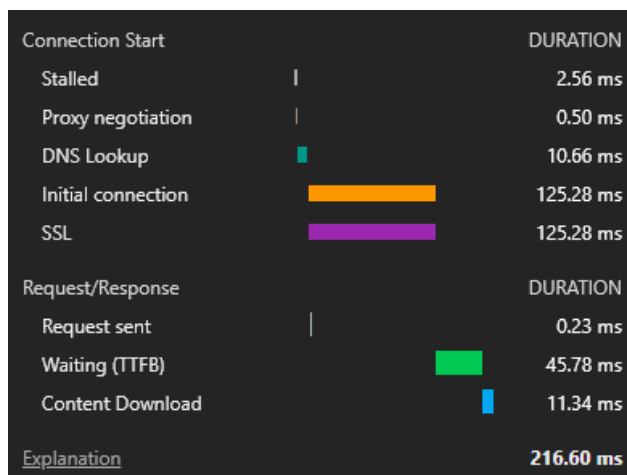 Connection Start DURATION
Stalled 2.56 ms
Proxy negotiation 0.50 ms
DNS Lookup 10.66 ms
Initial connection 125.28 ms
SSL 125.28 ms
Request/Response DURATION
Request sent 0.23 ms
Waiting (TTFB) 45.78 ms
Content Download 11.34 ms
Explanation 216.60 ms